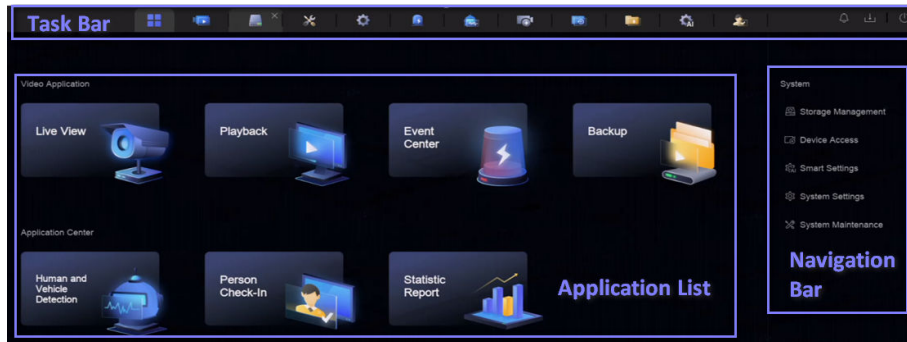 Task Bar
AI
Video Application
Live View
Playback
Event
Center
Backup
Application Center
Human and
Vehicle
Detection
Person
Check-In
Statistic
Report
Application List
System
Storage Management
Device Access
Smart Settings
System Settings
System Maintenance
Navigation
Bar